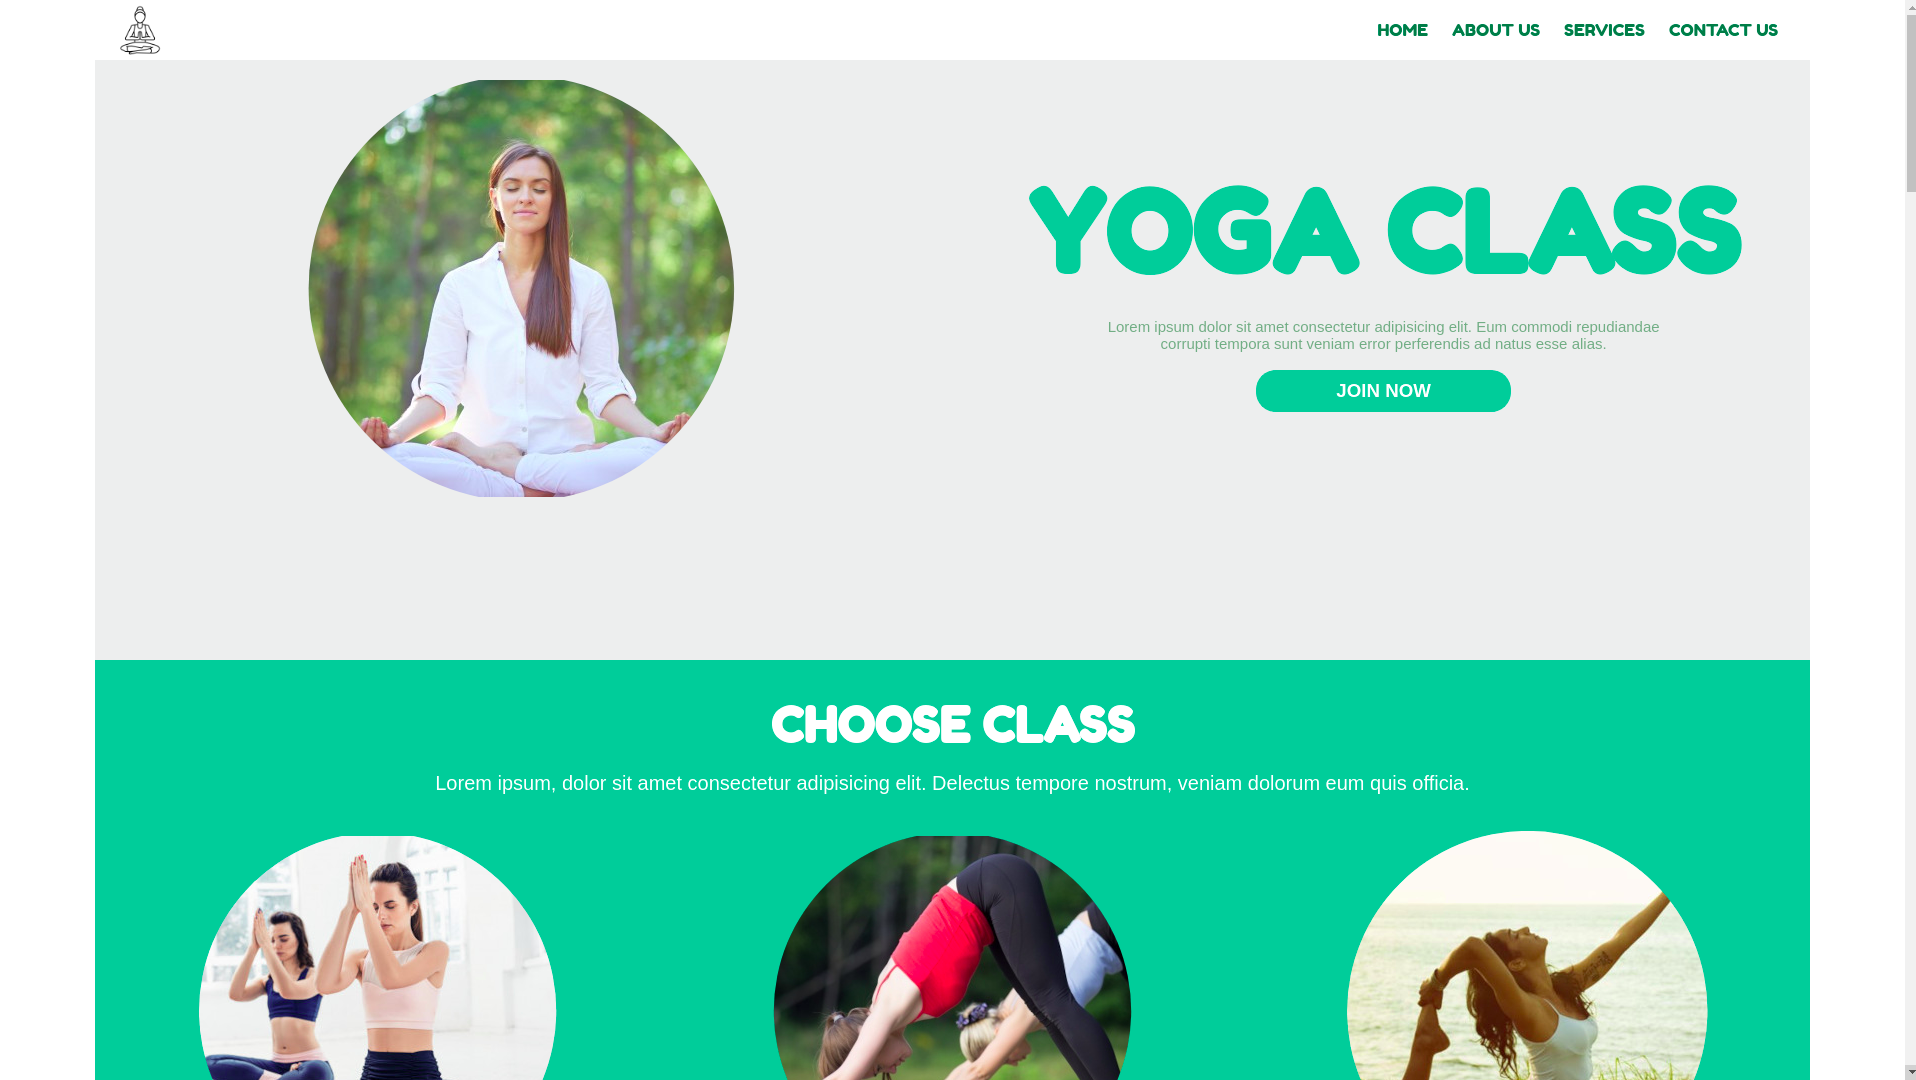 HOME ABOUT US SERVICES CONTACT US
YOGA CLASS
Lorem ipsum dolor sit amet consectetur adipisicing elit. Eum commodi repudiandae
corrupti tempora sunt veniam error perferendis ad natus esse alias.
JOIN NOW
CHOOSE CLASS
Lorem ipsum, dolor sit amet consectetur adipisicing elit. Delectus tempore nostrum, veniam dolorum eum quis officia.